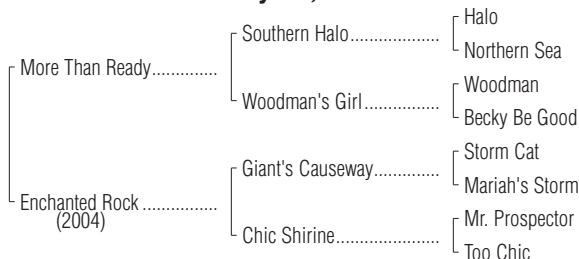 Halo
Southern Halo....................
Northern Sea
More Than Ready..............
Woodman
Woodman's Girl.................
Becky Be Good
Storm Cat
Giant's Causeway...............
Mariah's Storm
Enchanted Rock ................
(2004)
Mr. Prospector
Chic Shirine.......................
Too Chic